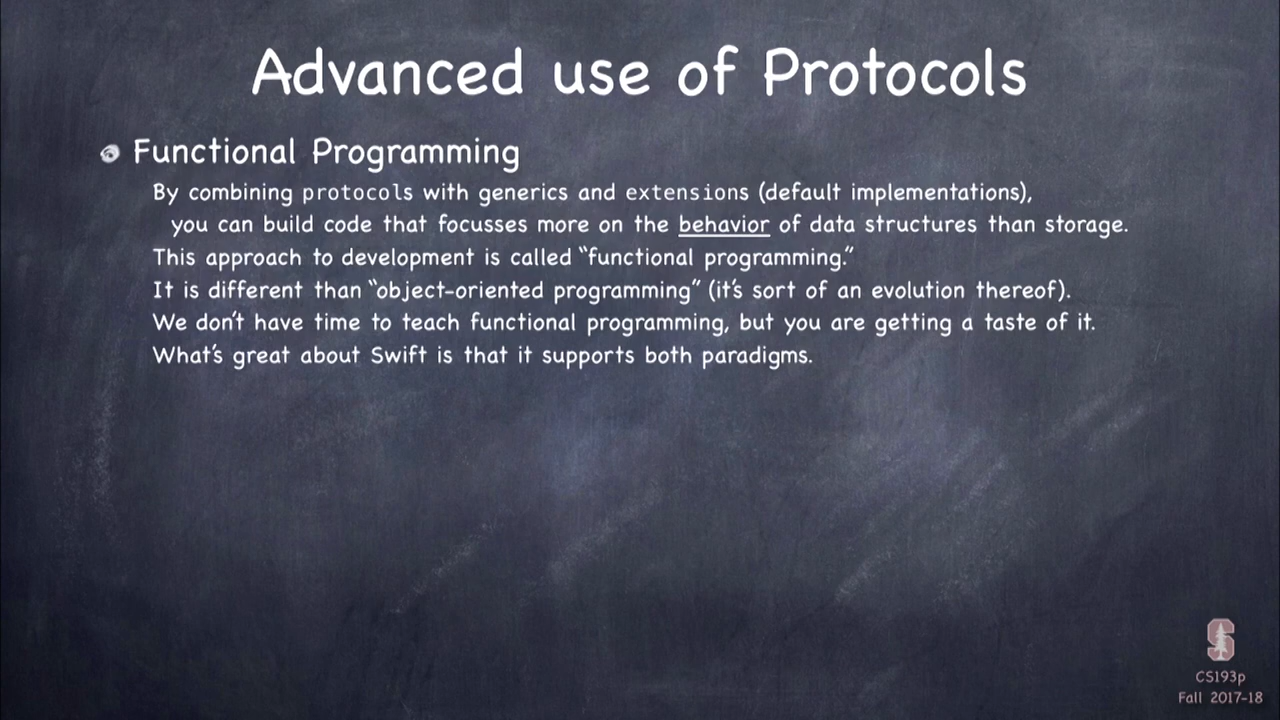 Advanced use of Protocols
Functional Programming
By combining protocols with generics and extensions (default implementations),
you can build code that focusses more on the behavior of data structures than storage.
This approach to development is called “functional programming.”
It is different than “object-oriented programming” (it’s sort of an evolution thereof).
We don’t have time to teach functional programming, but you are getting a taste of it.
What’s great about Swift is that it supports both paradigms.
S
CS193p
Fall 2017-18